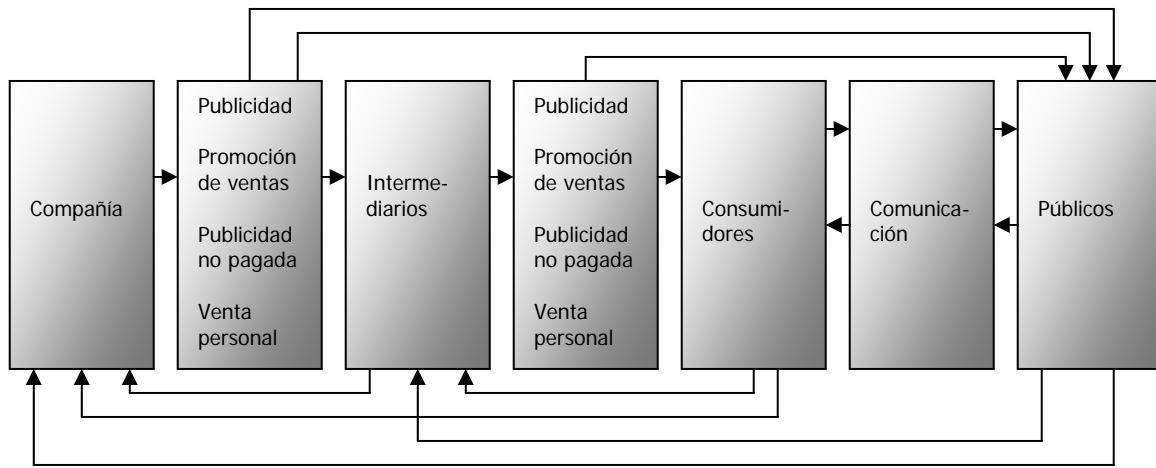 Compañía
Publicidad
Promoción
de ventas
Publicidad
no pagada
Venta
personal
Interme-
diarios
Publicidad
Promoción
de ventas
Publicidad
no pagada
Venta
personal
Consumi-
dores
Comunica-
ción
Públicos